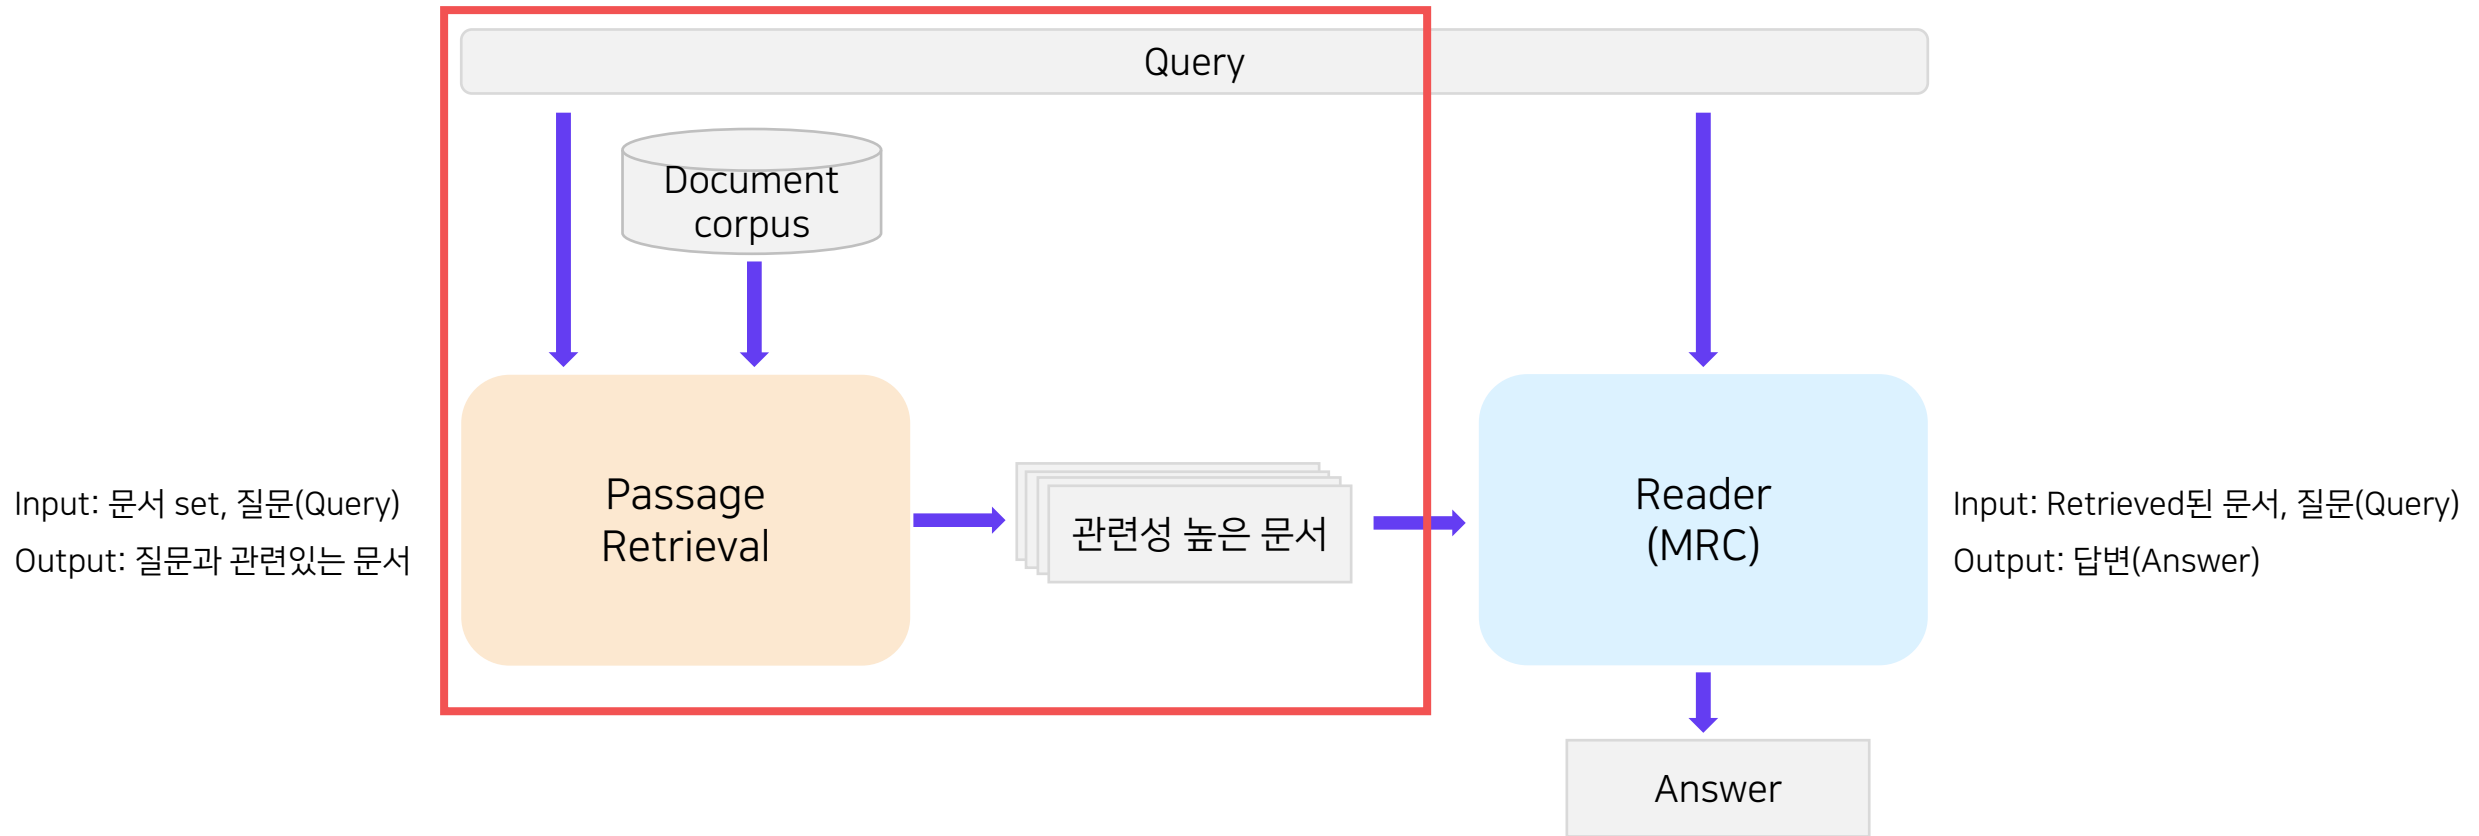 Query
Document
corpus
Passage
Retrieval
관련성 높은 문서
Reader
(MRC)
Input: 문서 set, 질문(Query)
Output: 질문과 관련있는 문서
Input: Retrieved된 문서, 질문(Query)
Output: 답변(Answer)
Answer